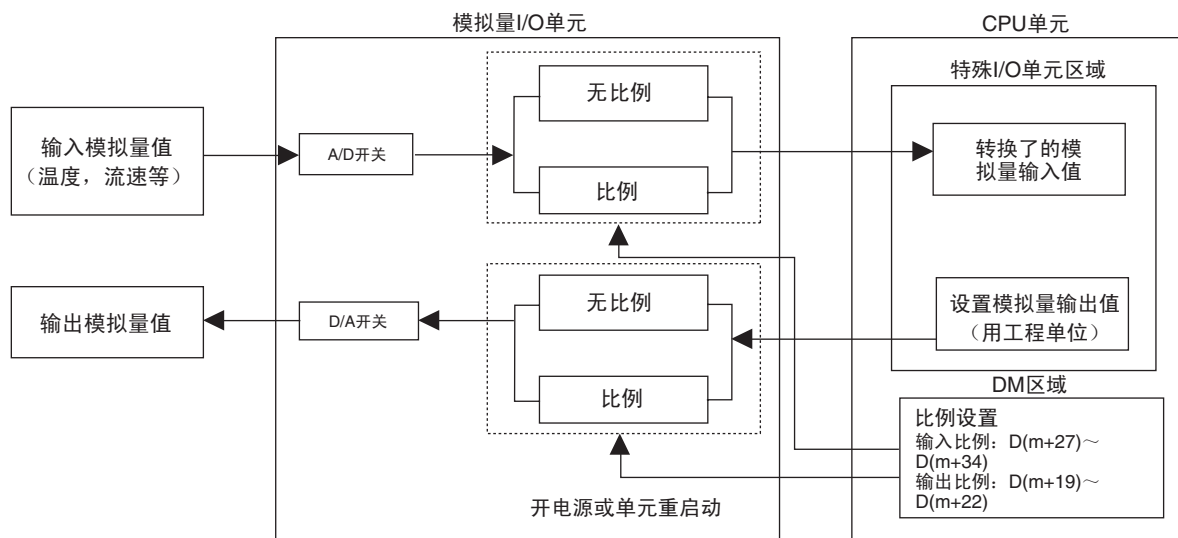 模拟量I/O单元
CPU单元
特殊I/O单元区域
输入模拟量值
（温度，流速等）
A/D开关
无比例
比例
转换了的模
拟量输入值
输出模拟量值
D/A开关
无比例
比例
设置模拟量输出值
（用工程单位）
DM区域
比例设置
输入比例：D(m+27)～
D(m+34)
输出比例：D(m+19)～
D(m+22)
开电源或单元重启动